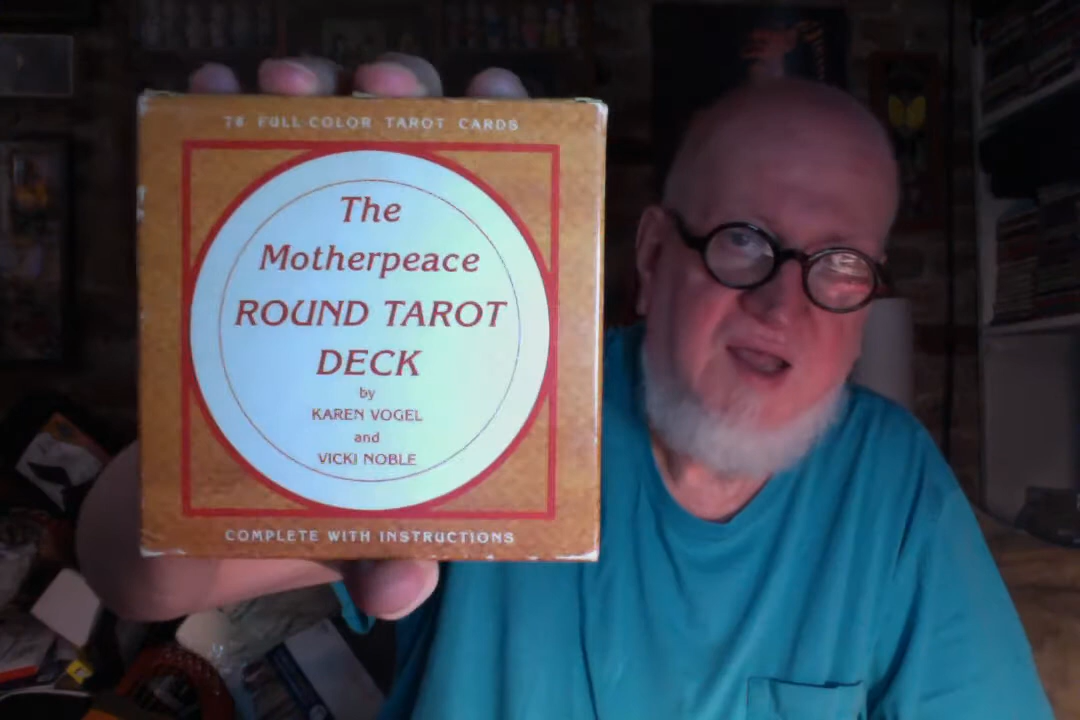 78 FULL COLOR TAROT CARDS
The
Motherpeace
ROUND TAROT
DECK
by
KAREN VOGEL
and
VICKI NOBLE
COMPLETE WITH INSTRUCTIONS